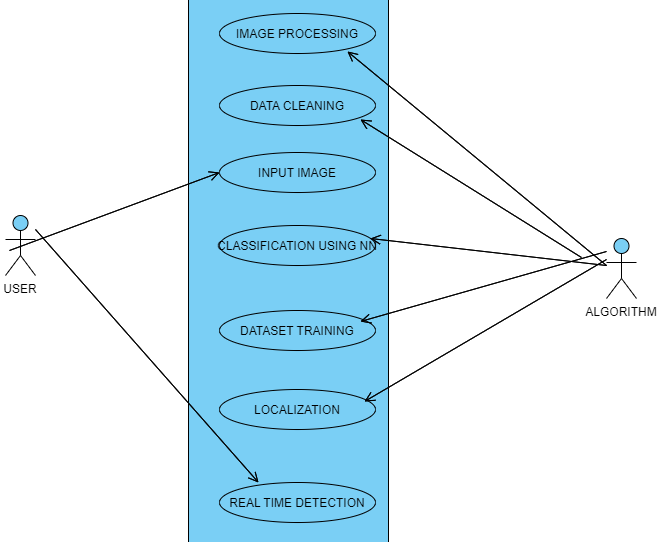 IMAGE PROCESSING
DATA CLEANING
INPUT IMAGE
CLASSIFICATION USING NN
USER
ALGORITHM
DATASET TRAINING
LOCALIZATION
REAL TIME DETECTION